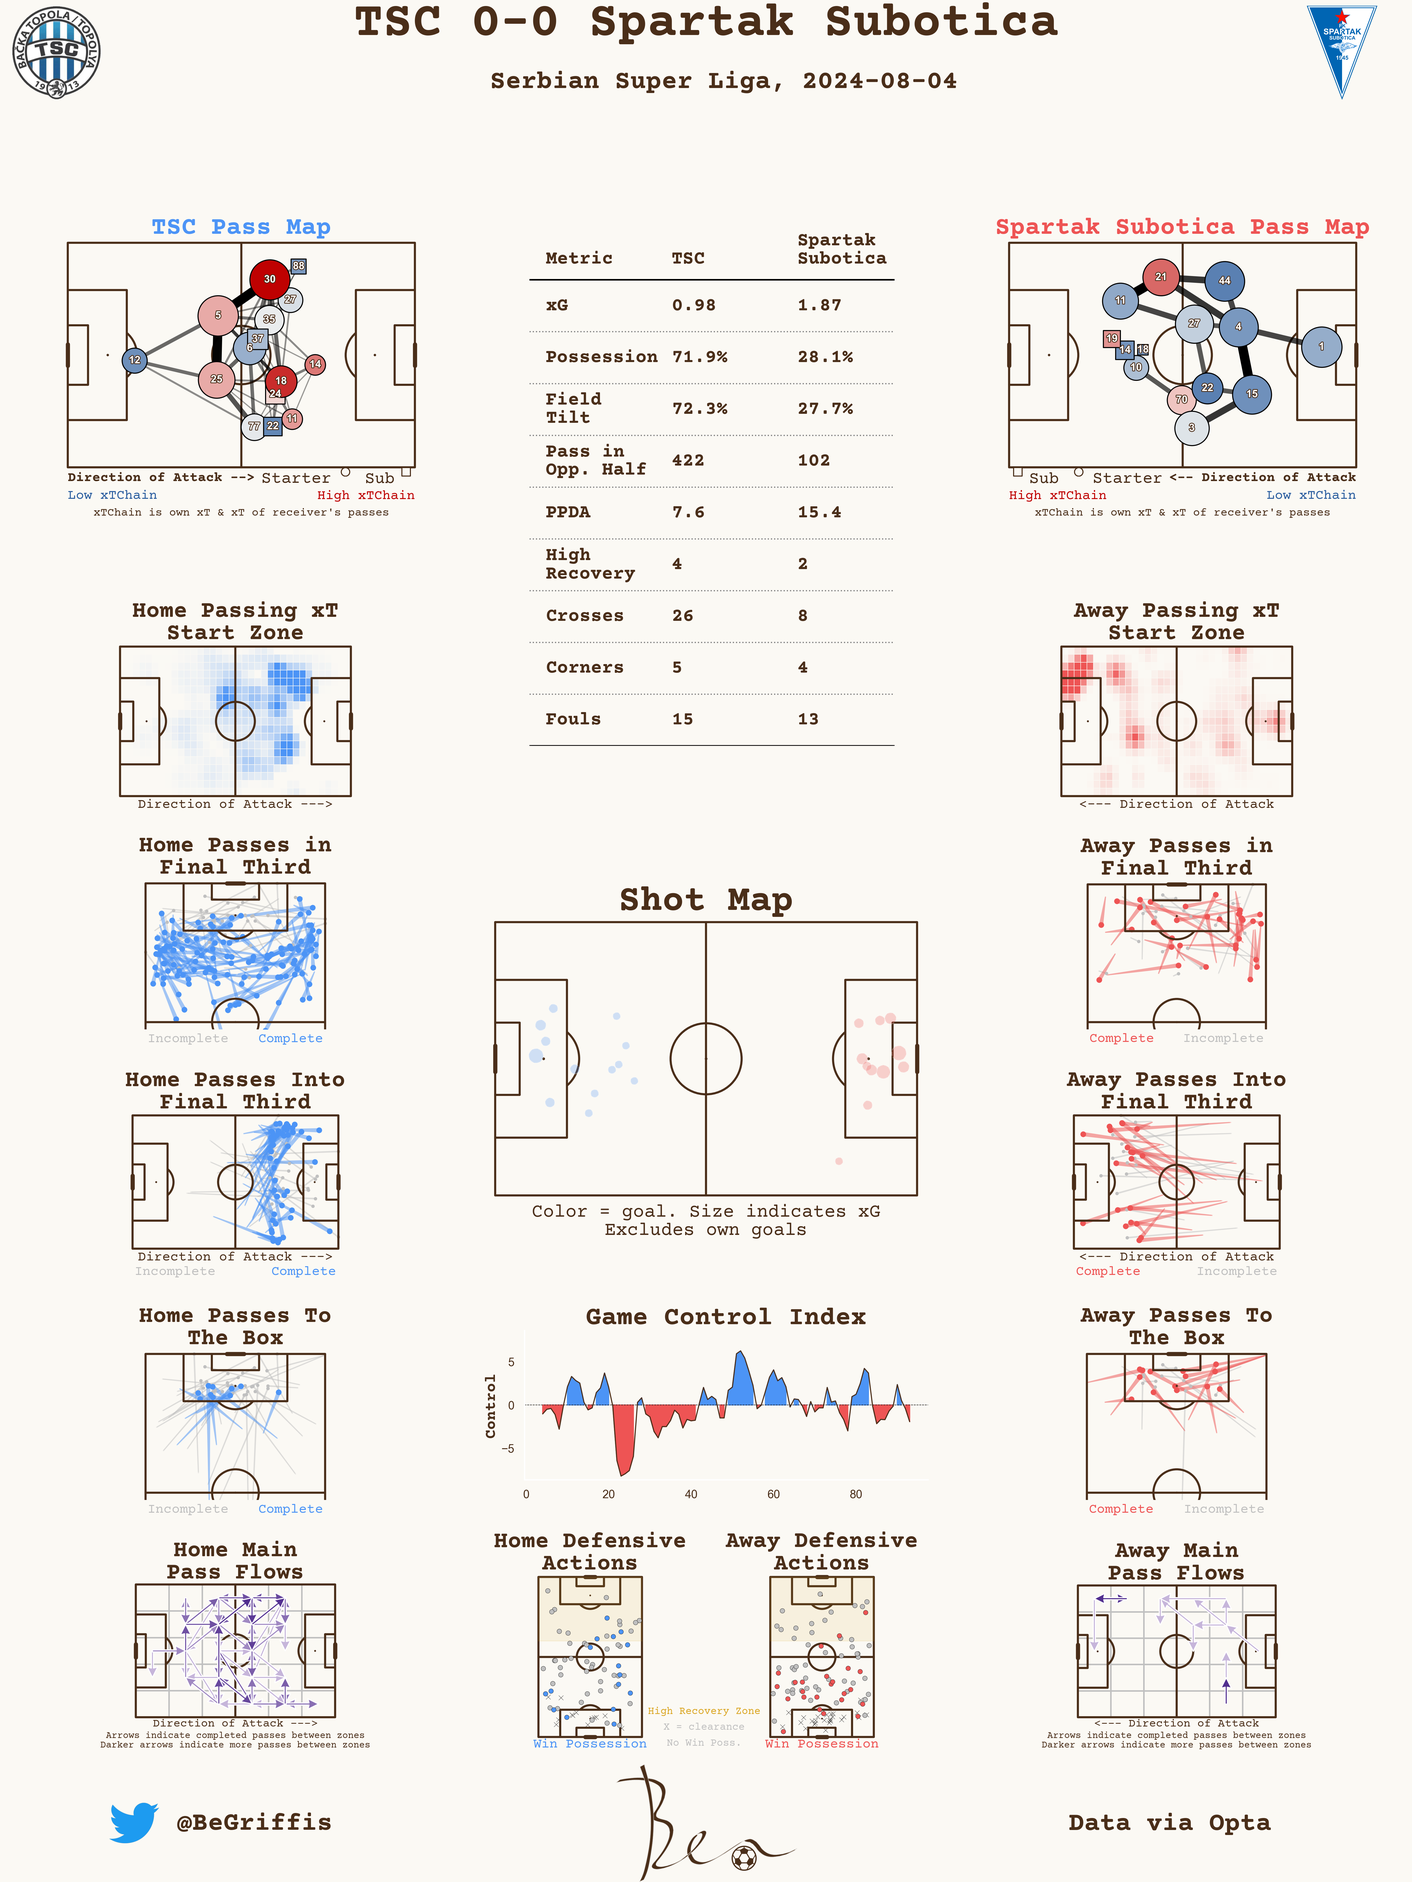 TSC 0-0 Spartak Subotica
Serbian Super Liga, 2024-08-04
BAČKA TOPOLA/TOPOLYA
TSC
19 13
SPARTAK
SUBOTICA
1945
TSC Pass Map
30
88
27
5
35
37
6
12
14
25
18
24
11
77
22
Direction of Attack --> Starter Sub
Low xTChain High xTChain
xTChain is own xT & xT of receiver's passes
Metric TSC Spartak Subotica
xG 0.98 1.87
Possession 71.9% 28.1%
Field Tilt 72.3% 27.7%
Pass in Opp. Half 422 102
PPDA 7.6 15.4
High Recovery 4 2
Crosses 26 8
Corners 5 4
Fouls 15 13
Spartak Subotica Pass Map
21
44
11
27
4
19
14
18
1
10
22
15
70
3
Sub Starter <-- Direction of Attack
High xTChain Low xTChain
xTChain is own xT & xT of receiver's passes
Home Passing xT
Start Zone
Direction of Attack --->
Away Passing xT
Start Zone
<--- Direction of Attack
Home Passes in
Final Third
Incomplete Complete
Away Passes in
Final Third
Complete Incomplete
Shot Map
Color = goal. Size indicates xG
Excludes own goals
Home Passes Into
Final Third
Direction of Attack --->
Incomplete Complete
Away Passes Into
Final Third
<--- Direction of Attack
Complete Incomplete
Home Passes To
The Box
Incomplete Complete
Game Control Index
Control
5
0
−5
0 20 40 60 80
Away Passes To
The Box
Complete Incomplete
Home Main
Pass Flows
Direction of Attack --->
Arrows indicate completed passes between zones
Darker arrows indicate more passes between zones
Home Defensive
Actions
Win Possession
Away Defensive
Actions
Win Possession
High Recovery Zone
X = clearance
No Win Poss.
Away Main
Pass Flows
<--- Direction of Attack
Arrows indicate completed passes between zones
Darker arrows indicate more passes between zones
@BeGriffis
Ben
Data via Opta